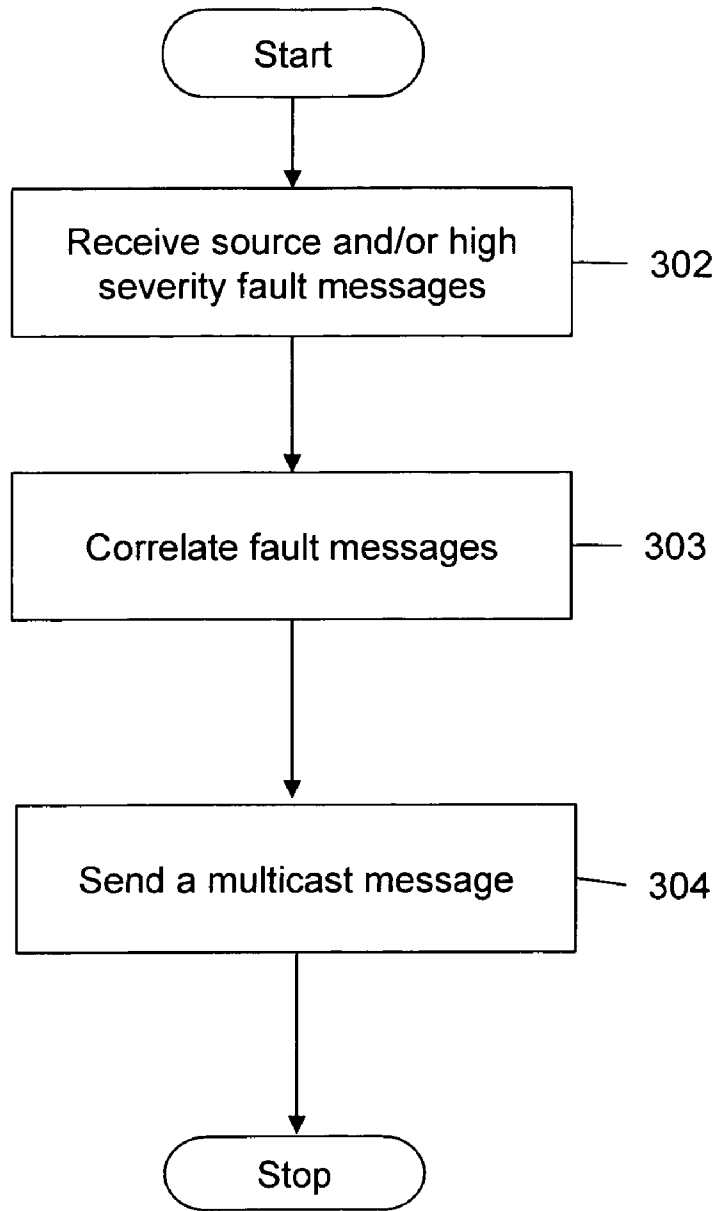 Start
Receive source and/or high
severity fault messages
302
Correlate fault messages
303
Send a multicast message
304
Stop